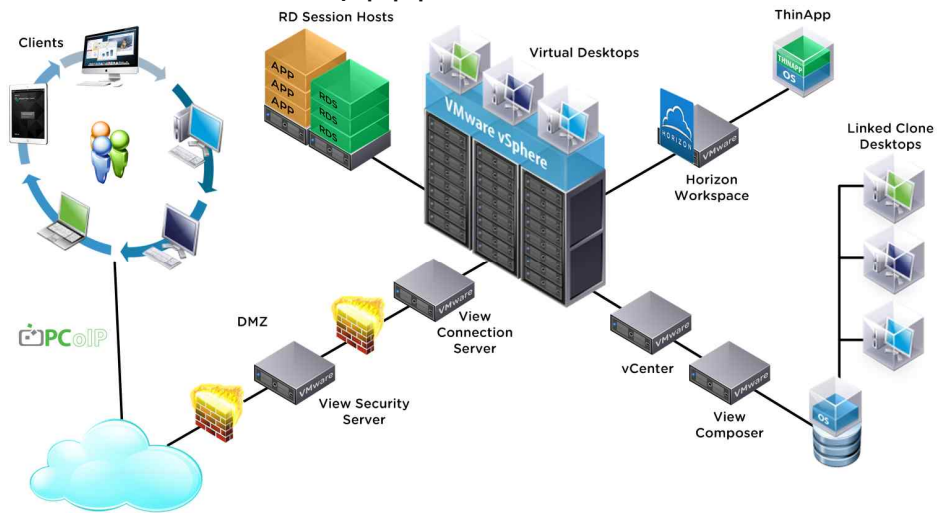 RD Session Hosts
ThinApp
Clients
Virtual Desktops
APP
APP
APP
RDS
RDS
RDS
THINAPP
OS
VMware vSphere
HORIZON
VMware
Linked Clone
Desktops
Horizon
Workspace
VMware
View
Connection
Server
DMZ
PCoIP
VMware
View Security
Server
VMware
vCenter
VMware
View
Composer
OS